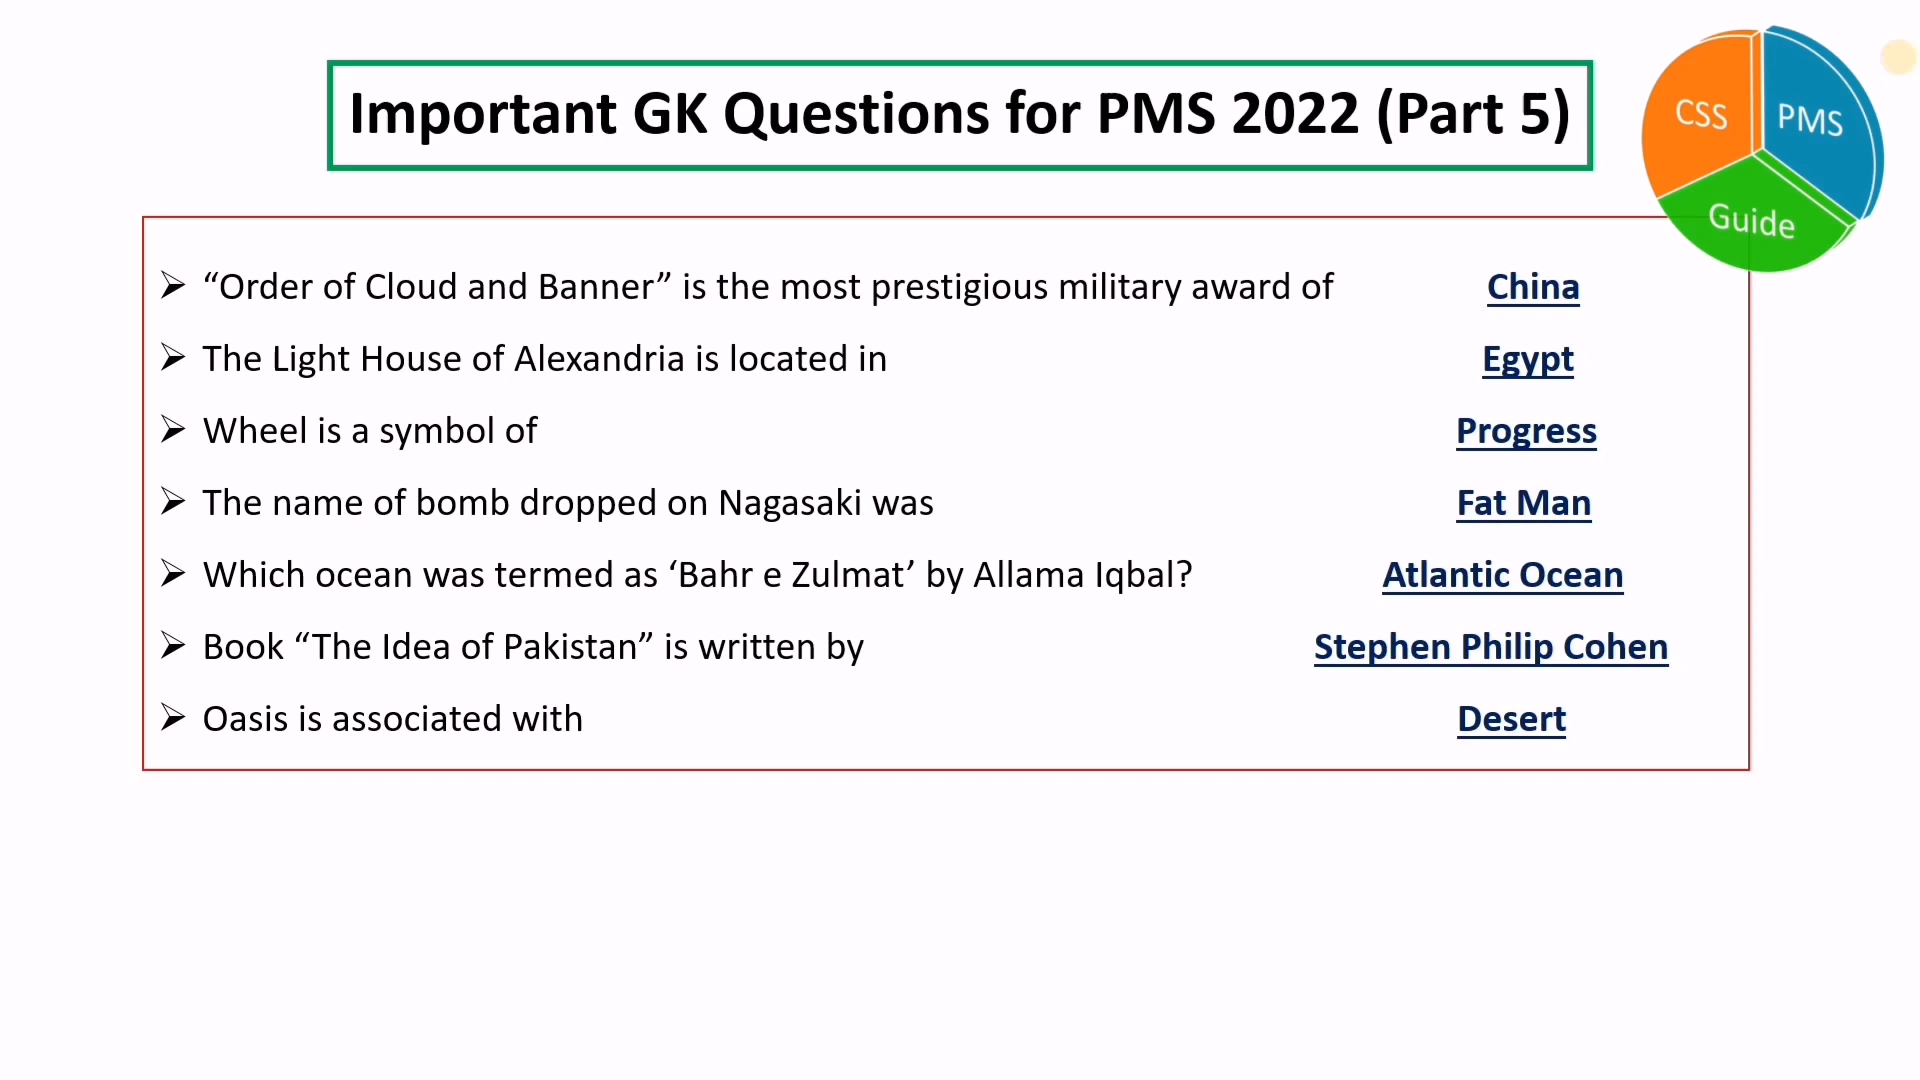 Important GK Questions for PMS 2022 (Part 5)
CSS
PMS
Guide
“Order of Cloud and Banner” is the most prestigious military award of China
The Light House of Alexandria is located in Egypt
Wheel is a symbol of Progress
The name of bomb dropped on Nagasaki was Fat Man
Which ocean was termed as ‘Bahr e Zulmat’ by Allama Iqbal? Atlantic Ocean
Book “The Idea of Pakistan” is written by Stephen Philip Cohen
Oasis is associated with Desert